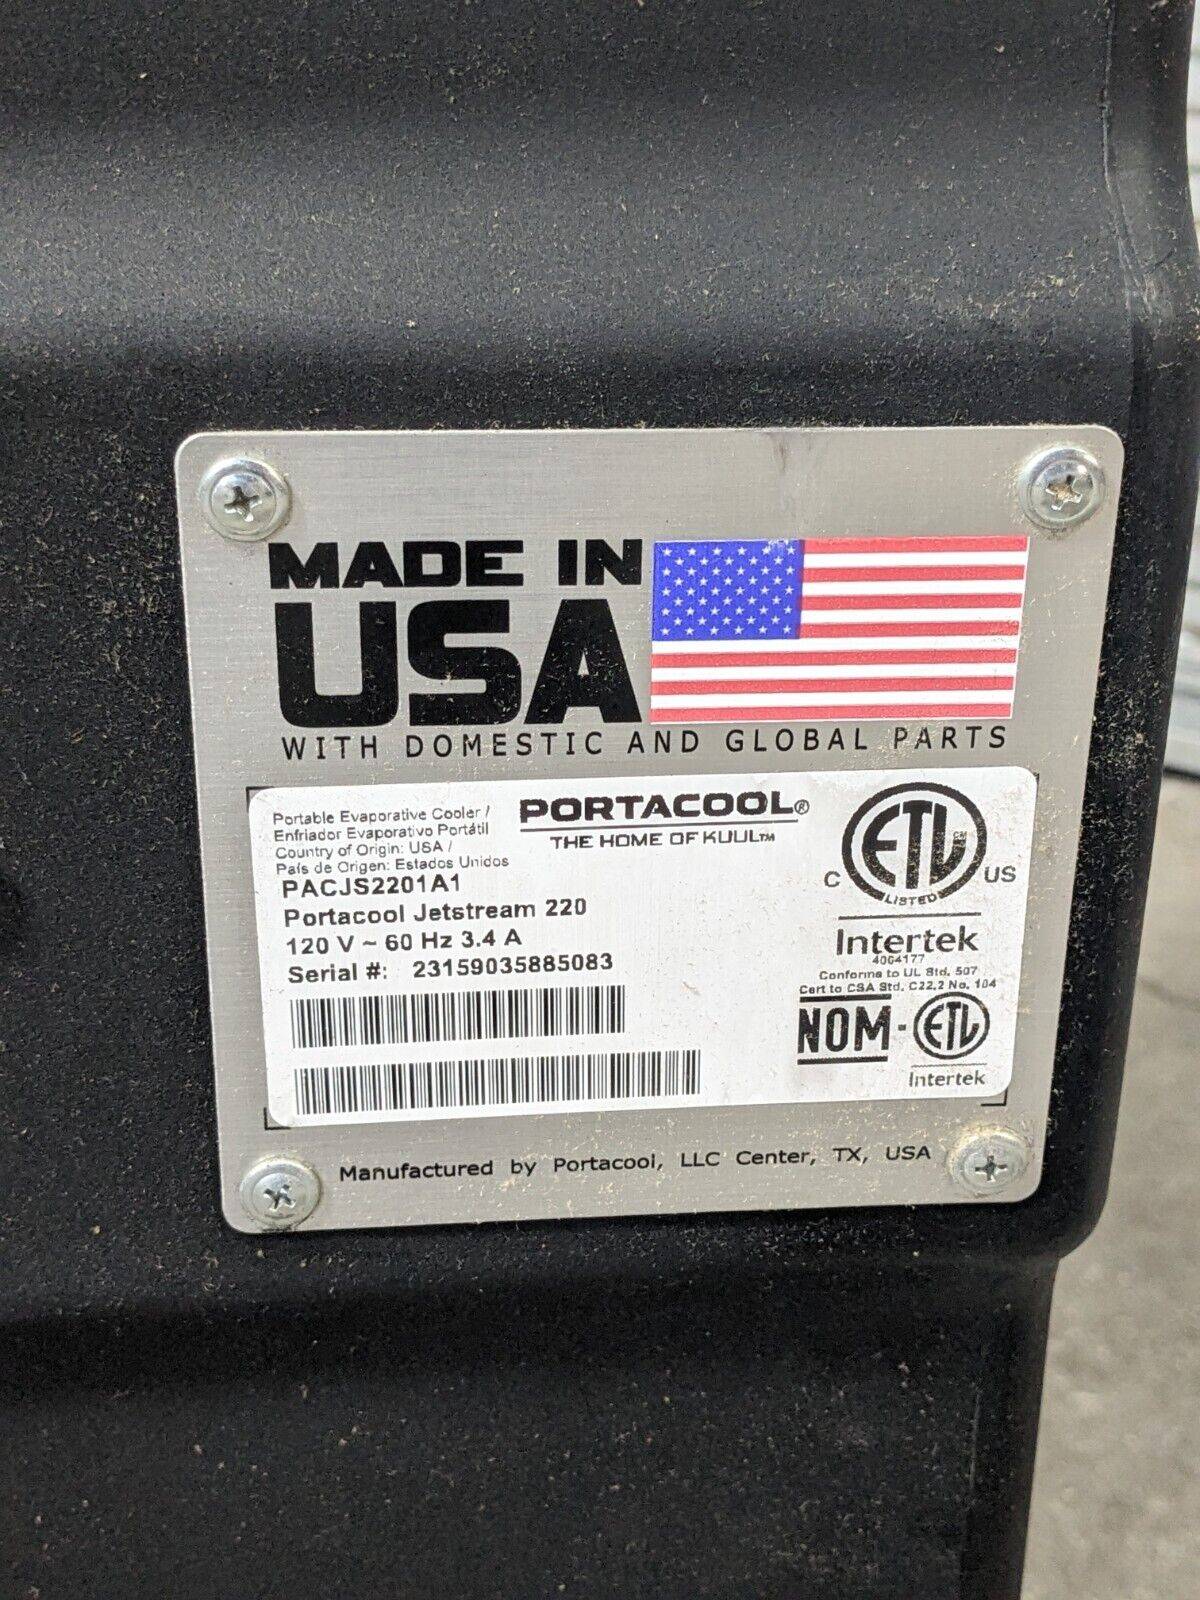 MADE IN
USA
WITH DOMESTIC AND GLOBAL PARTS
Portable Evaporative Cooler /
Enfriador Evaporativo Portátil
Country of Origin: USA /
País de Origen: Estados Unidos
PACJS2201A1
Portacool Jetstream 220
120 V ~ 60 Hz 3.4 A
Serial #: 23159035885083
PORTACOOL®
THE HOME OF KUUL™
ETL
C US
LISTED
Intertek
4004177
Conforms to UL Std. 507
Cert to CSA Std. C22.2 No. 104
NOM - ETL
Intertek
Manufactured by Portacool, LLC Center, TX, USA